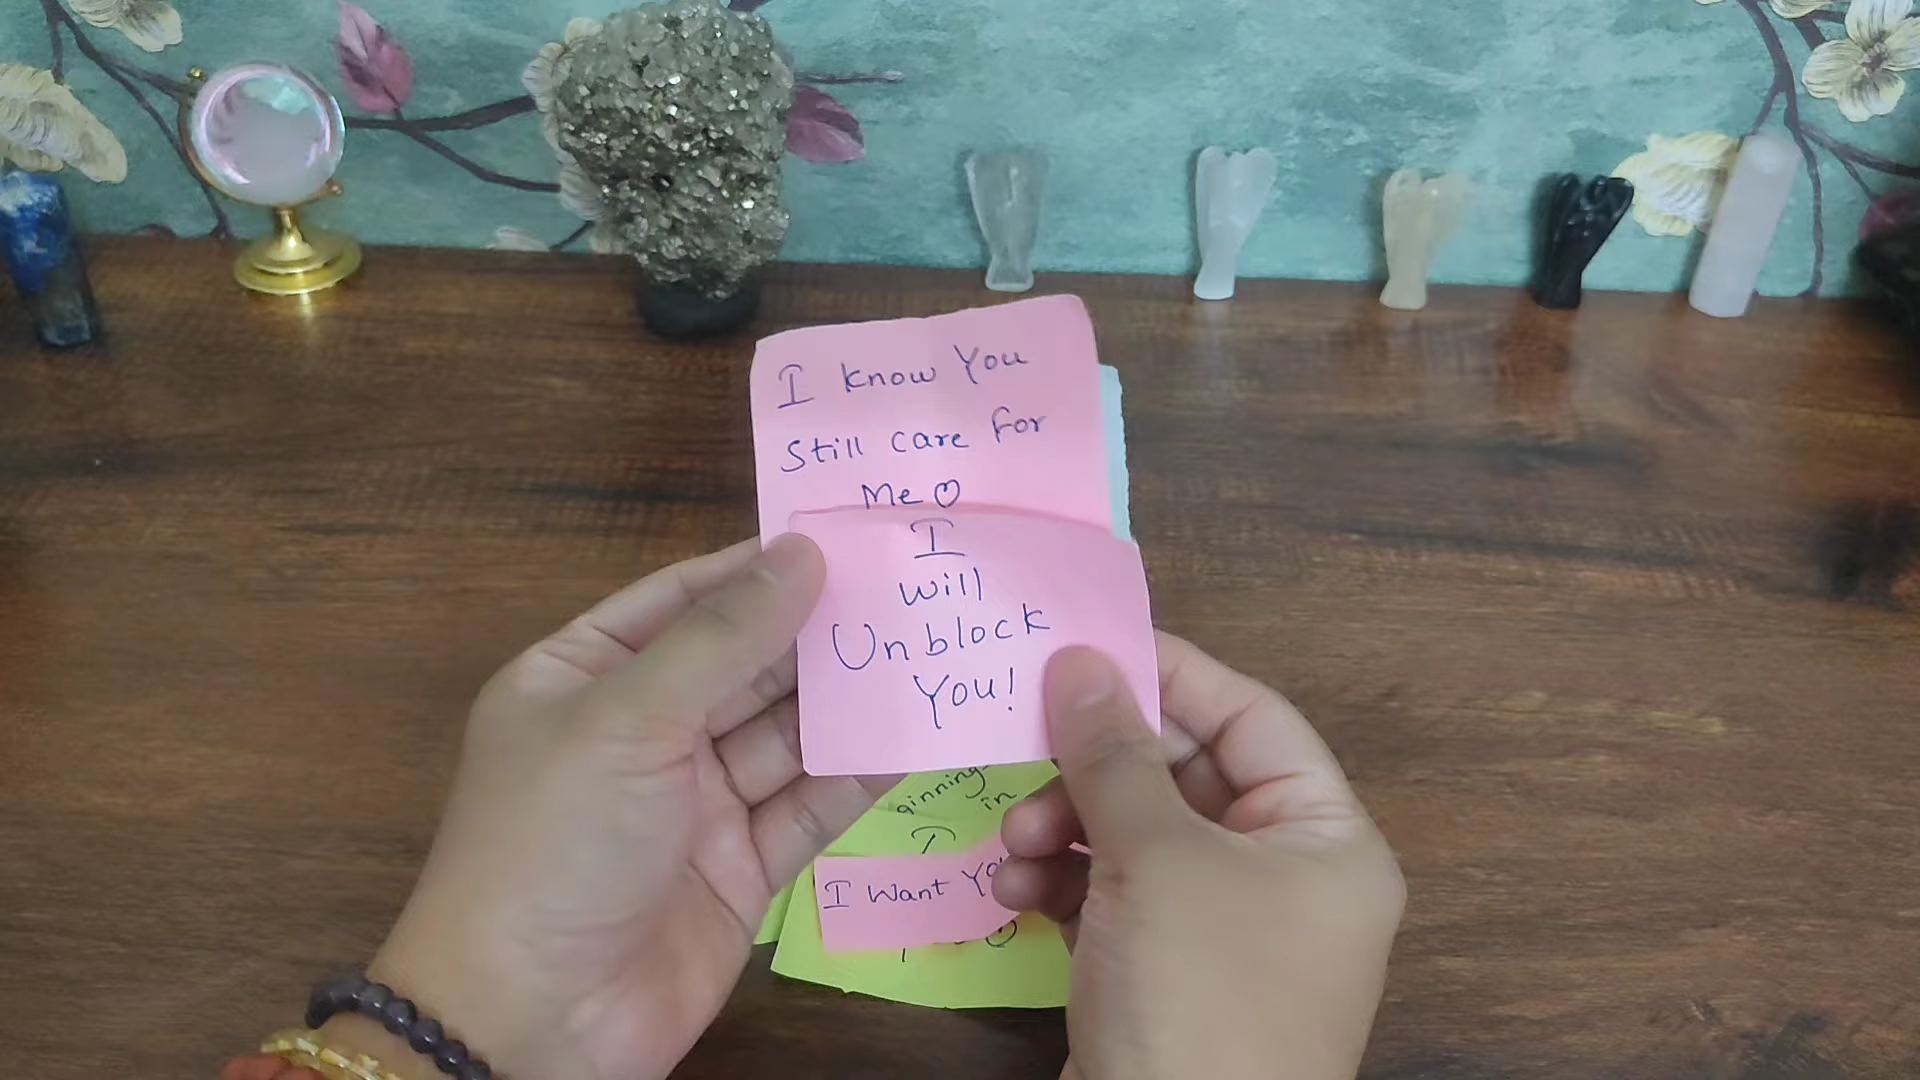 I know You
Still care for
Me
I
will
Unblock
You!
in
I Want